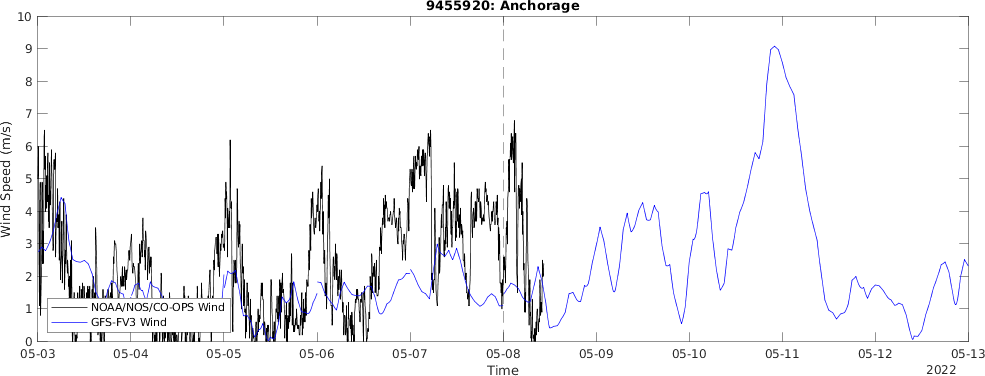 9455920: Anchorage
10
9
8
7
6
5
4
3
2
1
0
Wind Speed (m/s)
NOAA/NOS/CO-OPS Wind
GFS-FV3 Wind
05-03 05-04 05-05 05-06 05-07 05-08 05-09 05-10 05-11 05-12 05-13
Time
2022